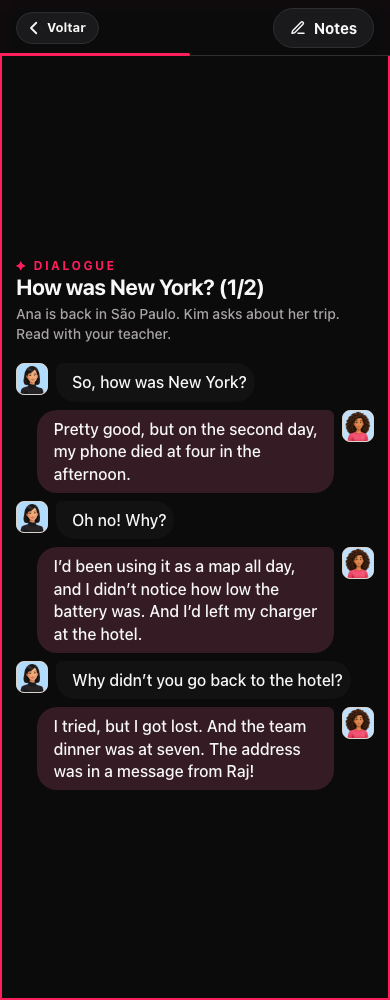 Voltar
Notes
DIALOGUE
How was New York? (1/2)
Ana is back in São Paulo. Kim asks about her trip.
Read with your teacher.
So, how was New York?
Pretty good, but on the second day,
my phone died at four in the
afternoon.
Oh no! Why?
I’d been using it as a map all day,
and I didn’t notice how low the
battery was. And I’d left my charger
at the hotel.
Why didn’t you go back to the hotel?
I tried, but I got lost. And the team
dinner was at seven. The address
was in a message from Raj!